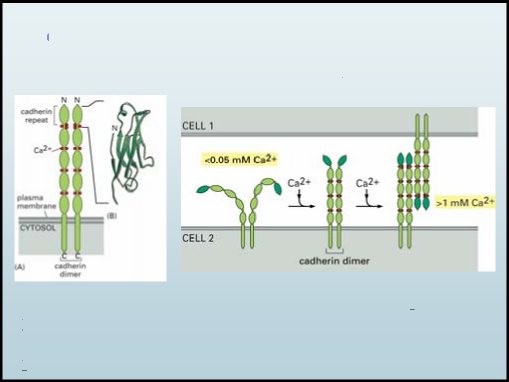 (
N N
cadherin
repeat
N
Ca2+
plasma
membrane
(B)
CYTOSOL
C C
(A)
cadherin
dimer
CELL 1
<0.05 mM Ca2+
Ca2+
Ca2+
>1 mM Ca2+
CELL 2
cadherin dimer